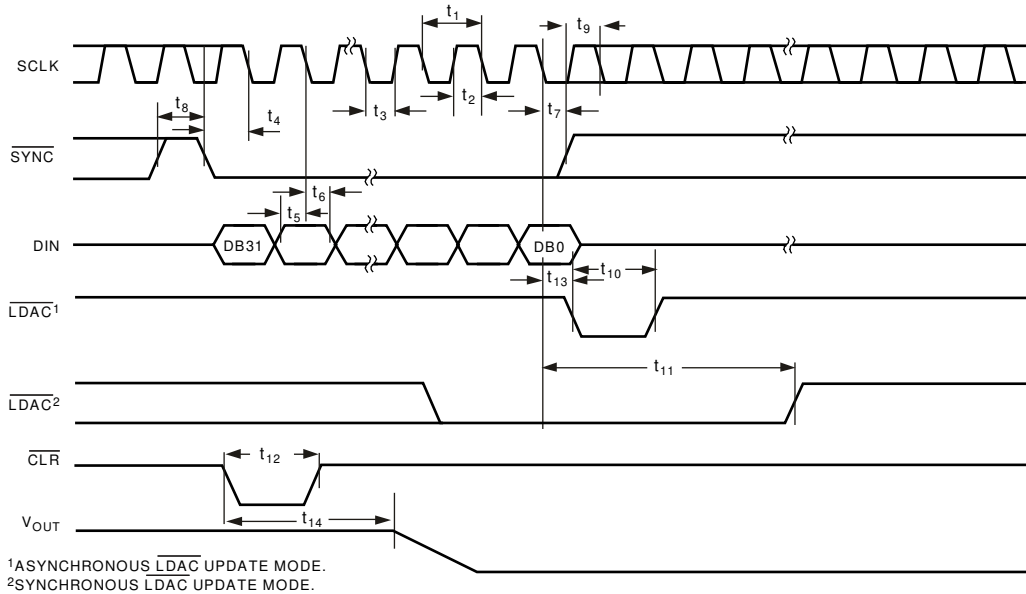 t1
t9
SCLK
t8
t4
t3
t2
t7
SYNC
t6
t5
DIN
DB31
DB0
t13
t10
LDAC1
t11
LDAC2
CLR
t12
t14
VOUT
1ASYNCHRONOUS LDAC UPDATE MODE.
2SYNCHRONOUS LDAC UPDATE MODE.